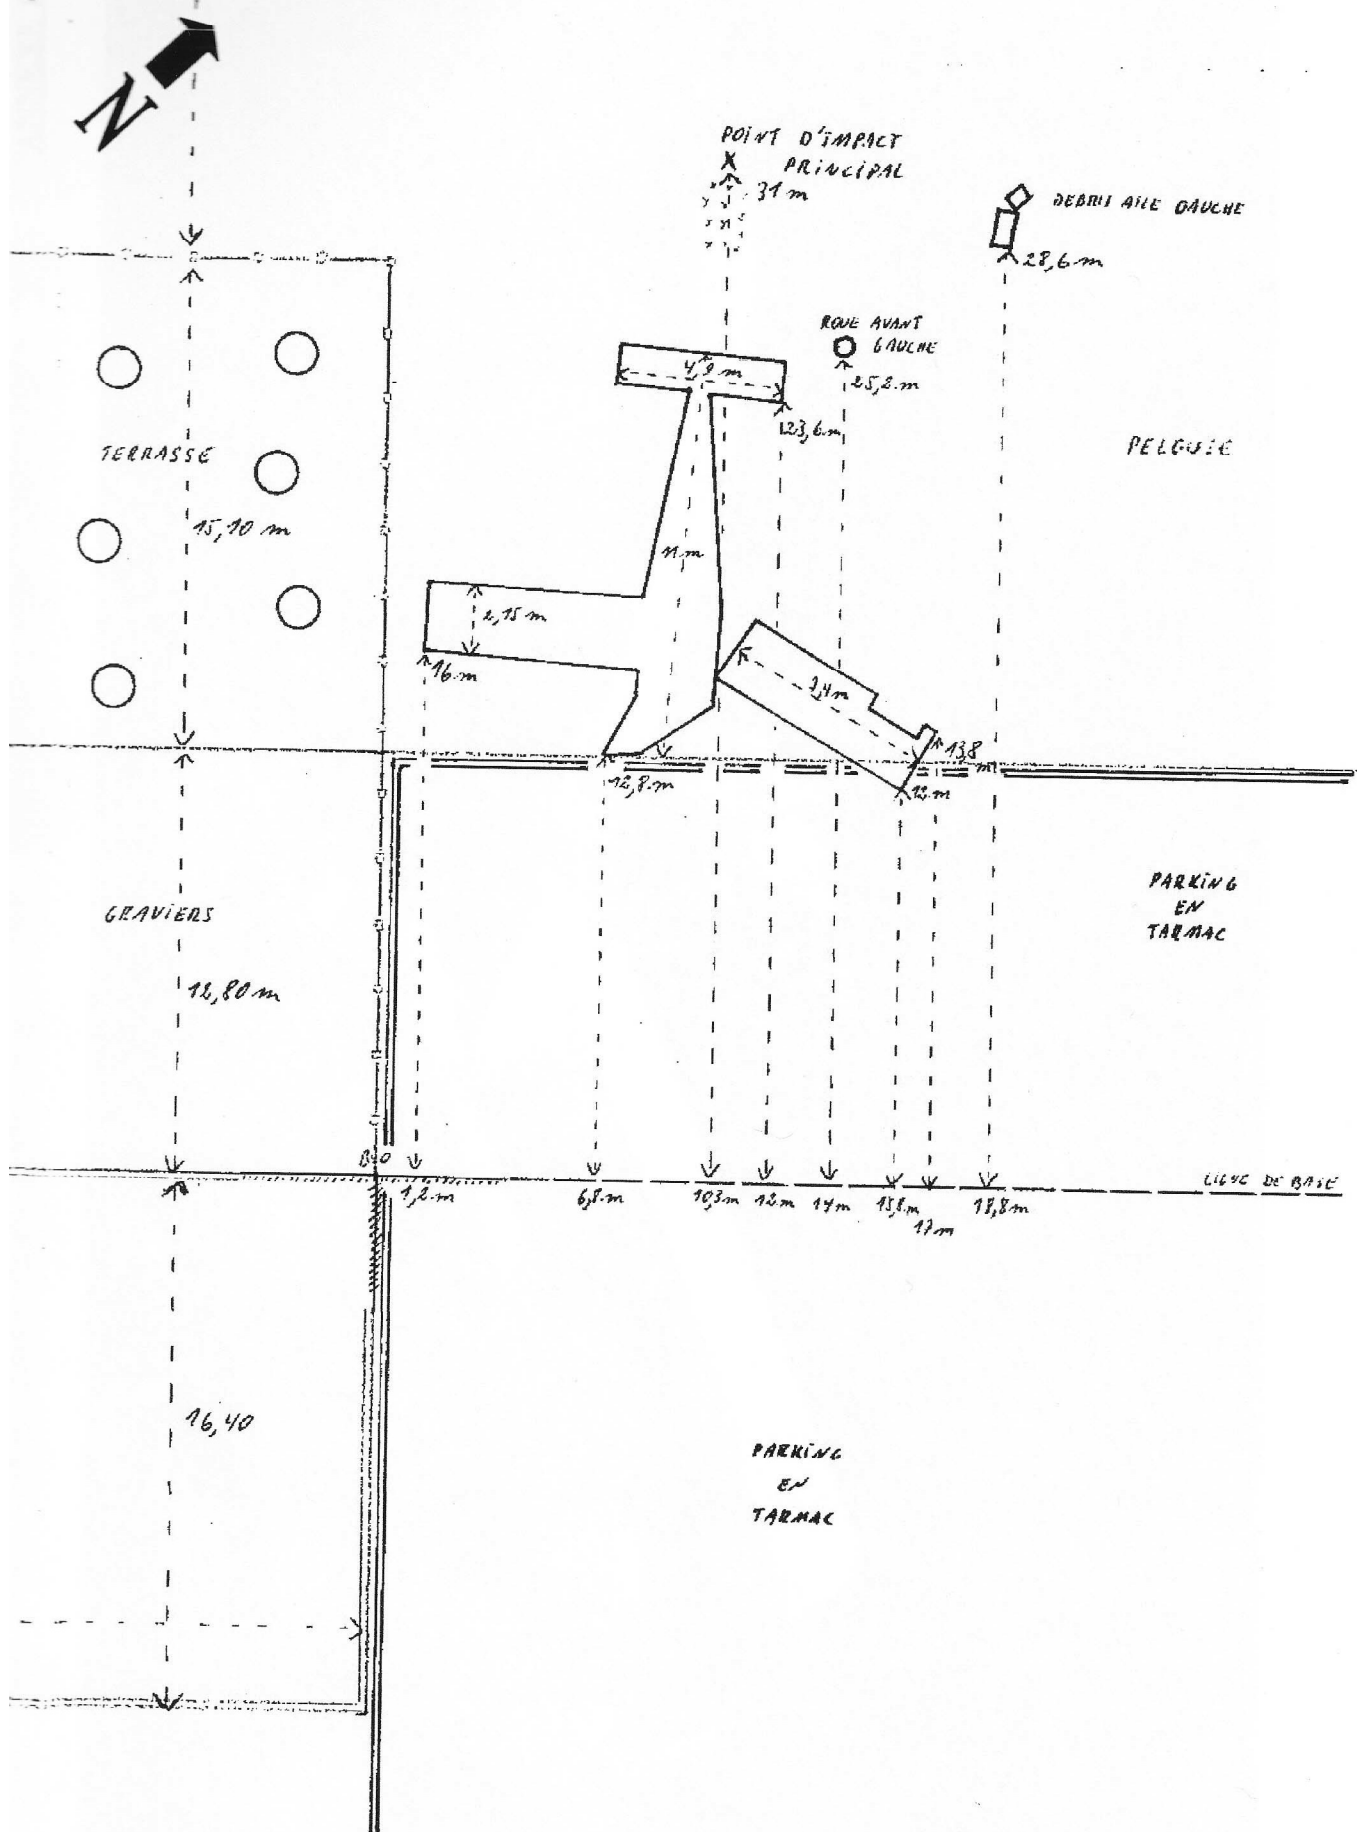 N
POINT D'IMPACT
PRINCIPAL
X
31 m
DEBRIS AILE GAUCHE
28,6 m
ROUE AVANT
GAUCHE
4,9 m
25,2 m
23,6 m
TERRASSE
PELOUSE
15,10 m
11 m
2,15 m
16 m
7,4 m
13,8
m
12,8 m
12 m
PARKING
EN
TARMAC
GRAVIERS
12,80 m
LIGNE DE BASE
1,2 m
6,8 m
10,3 m
12 m
14 m
15,8 m
17 m
18,8 m
16,40
PARKING
EN
TARMAC